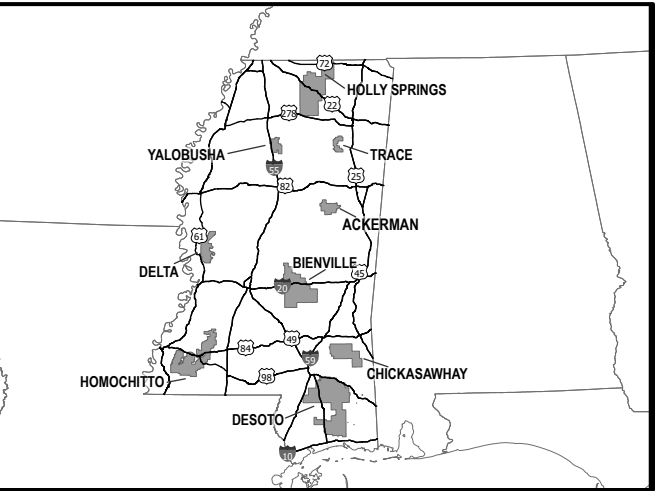 72
HOLLY SPRINGS
22
278
YALOBUSHA
TRACE
55
25
82
ACKERMAN
61
BIENVILLE
DELTA
45
20
49
84
59
CHICKASAWHAY
98
HOMOCHITTO
DESOTO
10